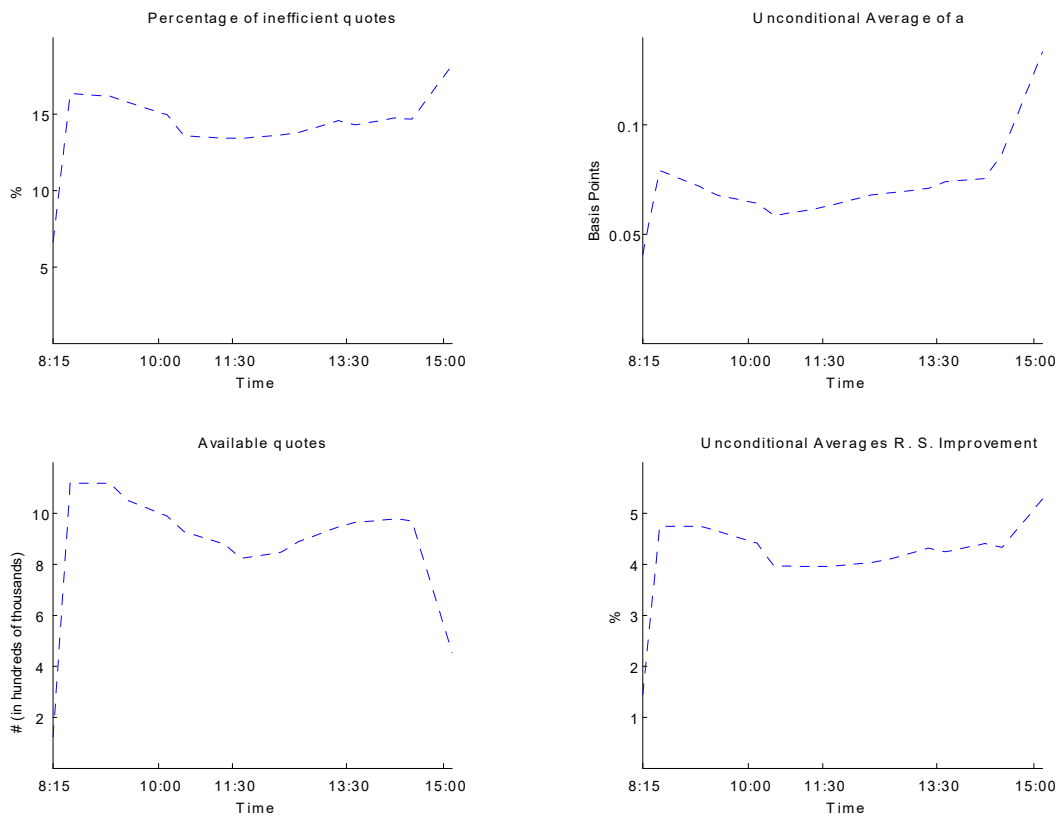 Percentage of inefficient quotes
%
15
10
5
8:15 10:00 11:30 13:30 15:00
Time
Unconditional Average of a
Basis Points
0.1
0.05
8:15 10:00 11:30 13:30 15:00
Time
Available quotes
# (in hundreds of thousands)
10
8
6
4
2
8:15 10:00 11:30 13:30 15:00
Time
Unconditional Averages R. S. Improvement
%
5
4
3
2
1
8:15 10:00 11:30 13:30 15:00
Time